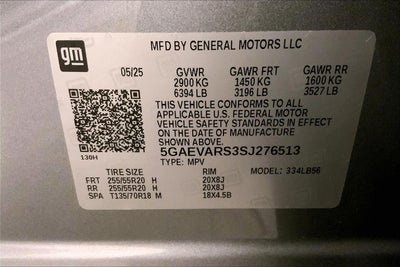 gm
MFD BY GENERAL MOTORS LLC
05/25 GVWR GAWR FRT GAWR RR
2900 KG 1450 KG 1600 KG
6394 LB 3196 LB 3527 LB
THIS VEHICLE CONFORMS TO ALL
APPLICABLE U.S. FEDERAL MOTOR
VEHICLE SAFETY STANDARDS IN EFFECT
ON THE DATE OF MANUFACTURE
SHOWN ABOVE.
130H
5GAEVARS3SJ276513
TYPE: MPV MODEL: 334LB56
TIRE SIZE RIM
FRT 255/55R20 H 20X8J
RR 255/55R20 H 20X8J
SPA T135/70R18 M 18X4.5B